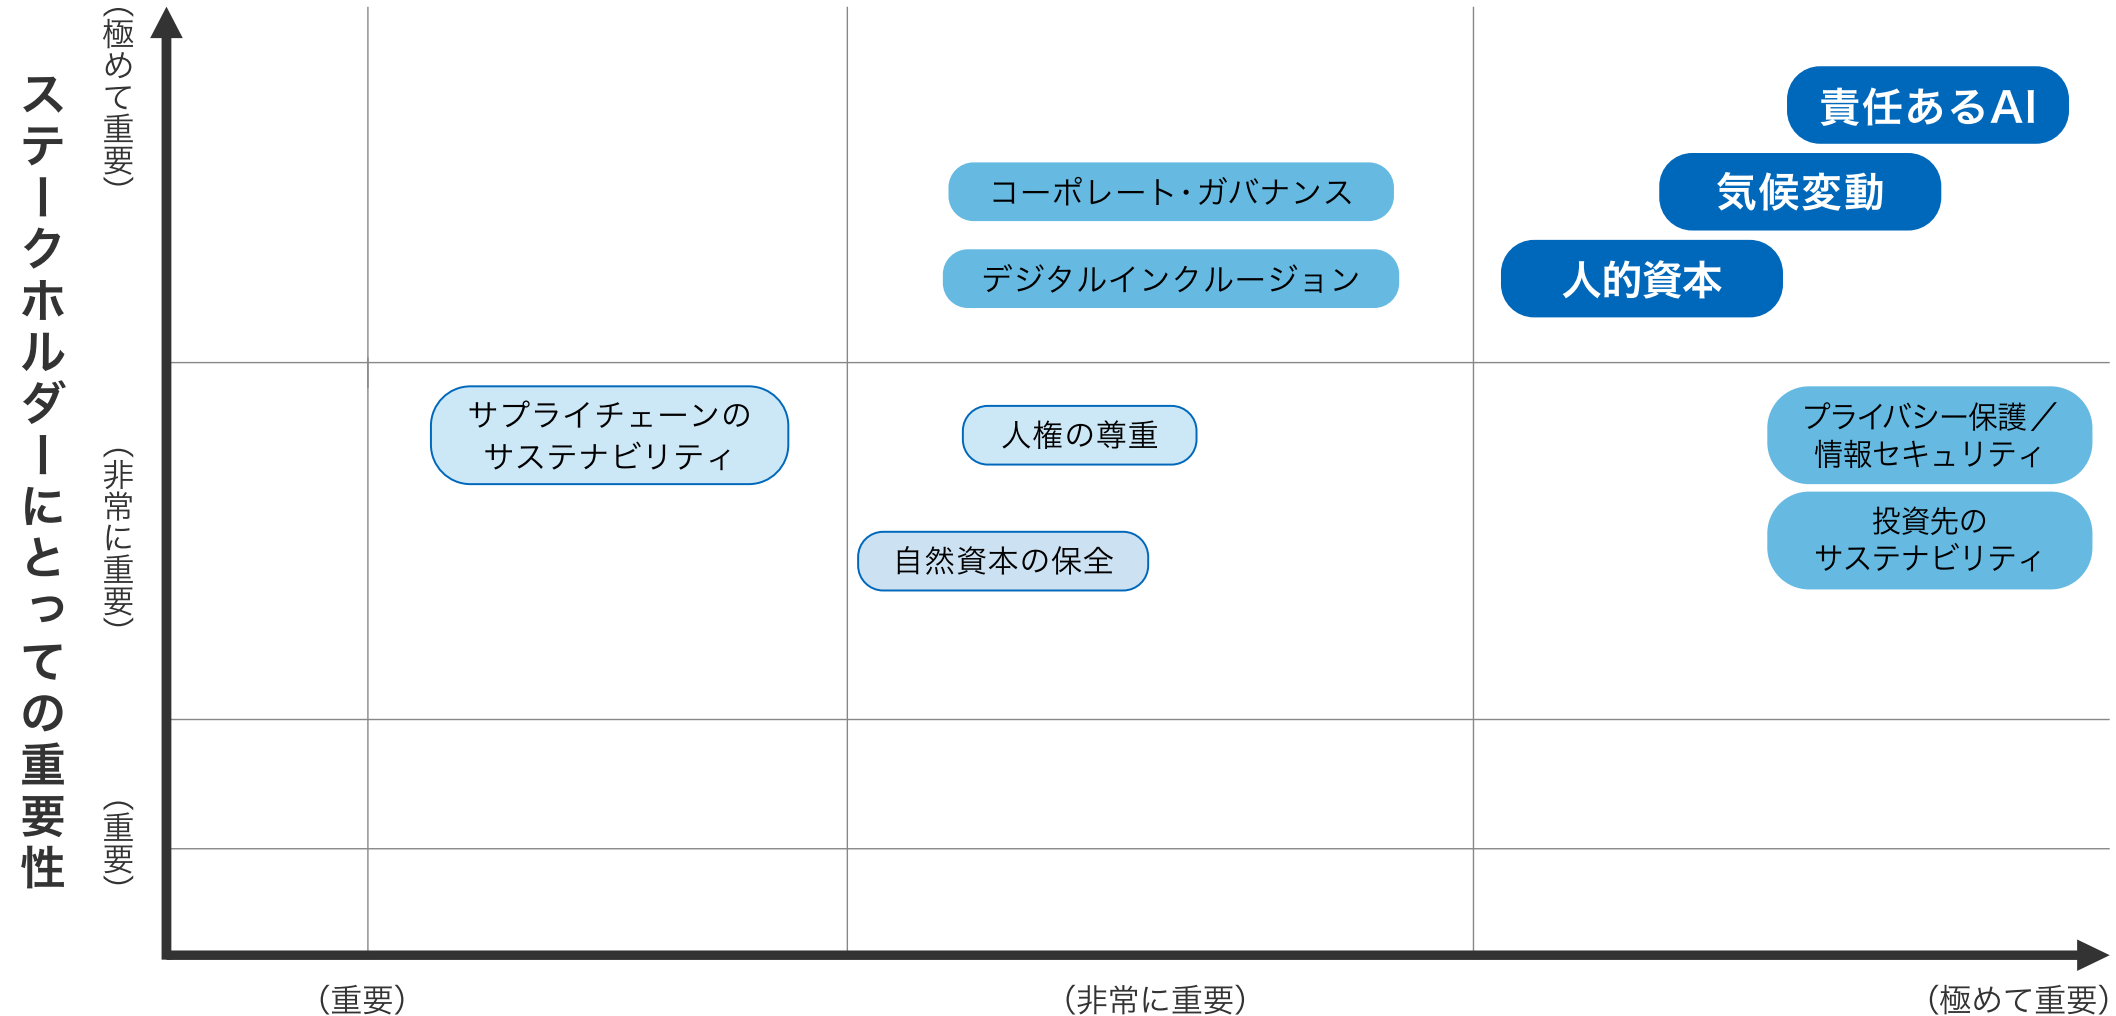 ステークホルダーにとっての重要性
（極めて重要）
（非常に重要）
（重要）
責任あるAI
コーポレート・ガバナンス
気候変動
デジタルインクルージョン
人的資本
サプライチェーンの
サステナビリティ
人権の尊重
プライバシー保護／
情報セキュリティ
自然資本の保全
投資先の
サステナビリティ
（重要）
（非常に重要）
（極めて重要）